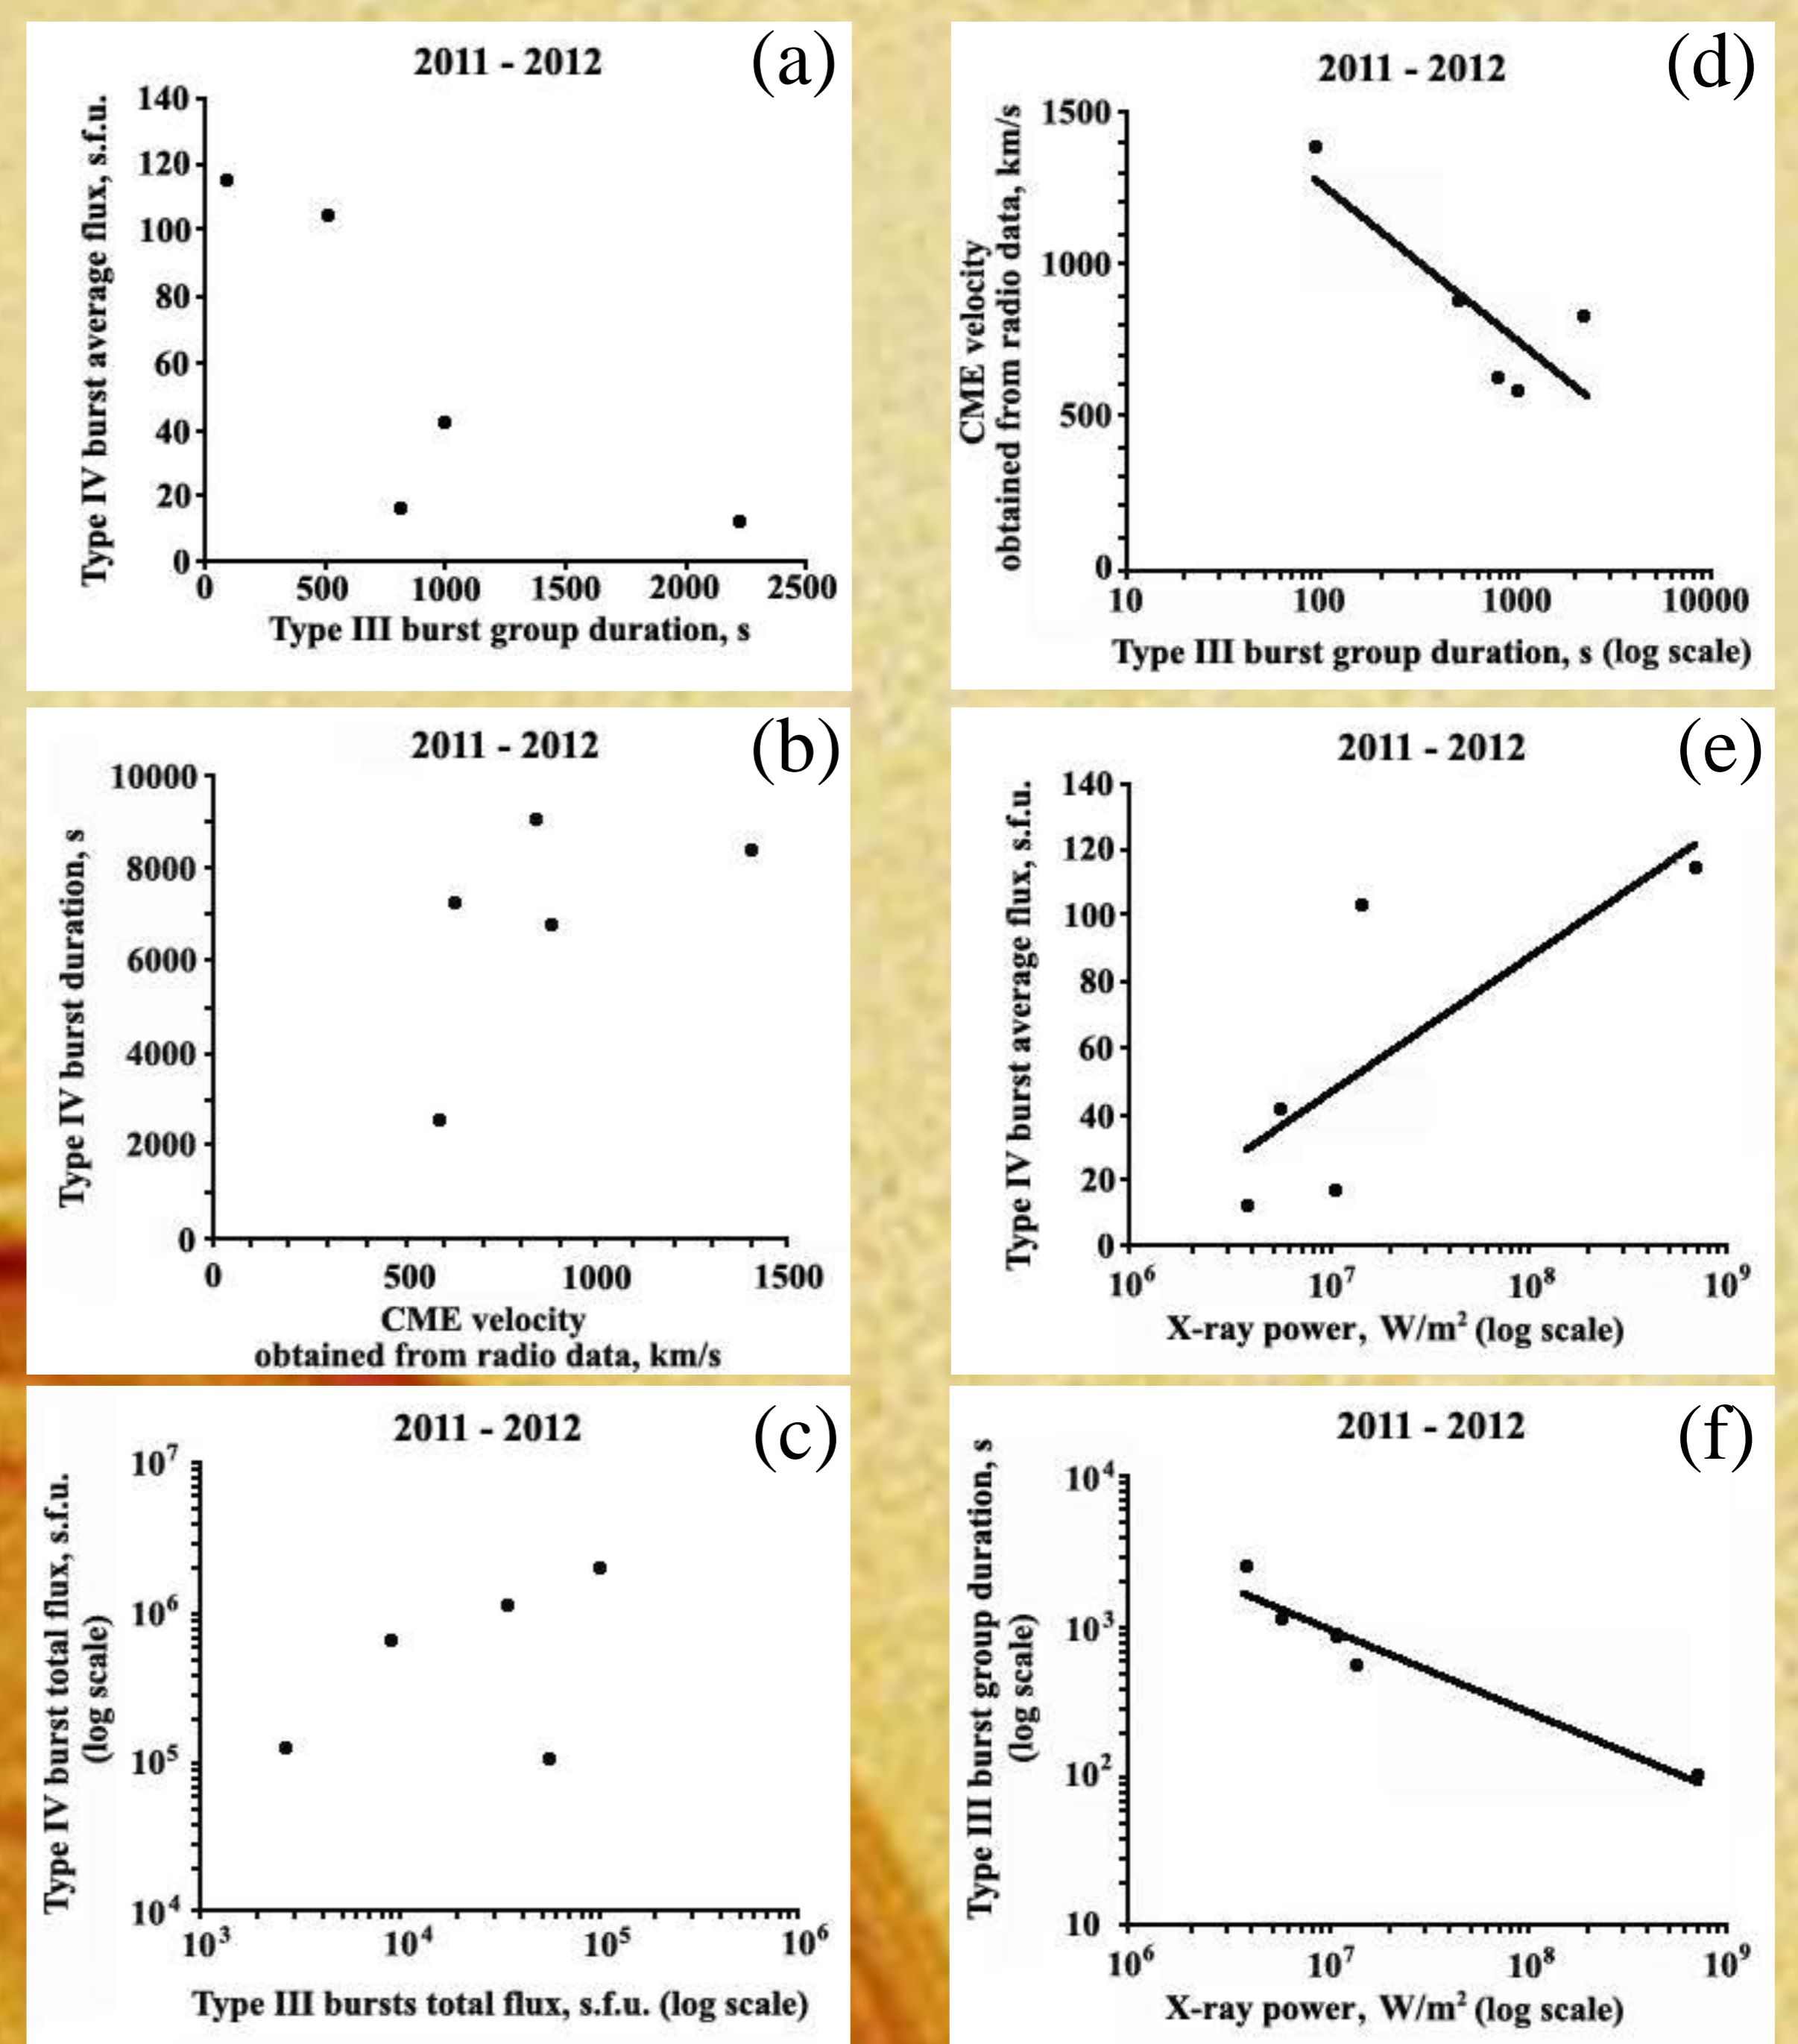 (a)
2011 - 2012
Type IV burst average flux, s.f.u.
140
120
100
80
60
40
20
0
0 500 1000 1500 2000 2500
Type III burst group duration, s
(b)
2011 - 2012
Type IV burst duration, s
10000
8000
6000
4000
2000
0
0 500 1000 1500
CME velocity
obtained from radio data, km/s
(c)
2011 - 2012
Type IV burst total flux, s.f.u.
(log scale)
10⁷
10⁶
10⁵
10⁴
10³ 10⁴ 10⁵ 10⁶
Type III bursts total flux, s.f.u. (log scale)
(d)
2011 - 2012
CME velocity
obtained from radio data, km/s
1500
1000
500
0
10 100 1000 10000
Type III burst group duration, s (log scale)
(e)
2011 - 2012
Type IV burst average flux, s.f.u.
140
120
100
80
60
40
20
0
10⁶ 10⁷ 10⁸ 10⁹
X-ray power, W/m² (log scale)
(f)
2011 - 2012
Type III burst group duration, s
(log scale)
10⁴
10³
10²
10
10⁶ 10⁷ 10⁸ 10⁹
X-ray power, W/m² (log scale)